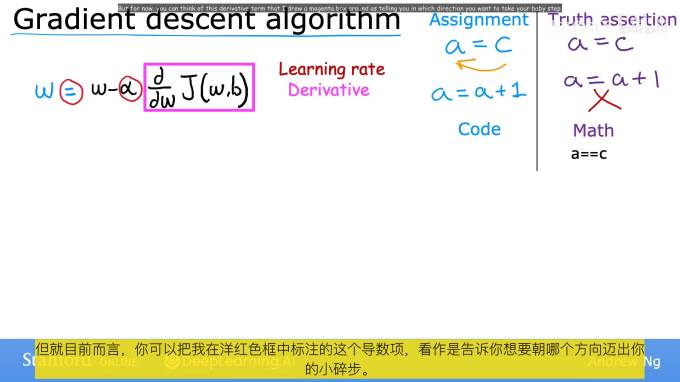 But for now, you can think of this derivative term that I drew a magenta box around as telling you in which direction you want to take your baby step.
Gradient descent algorithm
Assignment
Truth assertion
a = c
a = c
w = w-α d/dw J(w,b)
Learning rate
Derivative
a = a+1
a = a+1
Code
Math
a==c
Stanford ONLINE
DeepLearning.AI
Andrew Ng
但就目前而言，你可以把我在洋红色框中标注的这个导数项，看作是告诉你想要朝哪个方向迈出你
的小碎步。